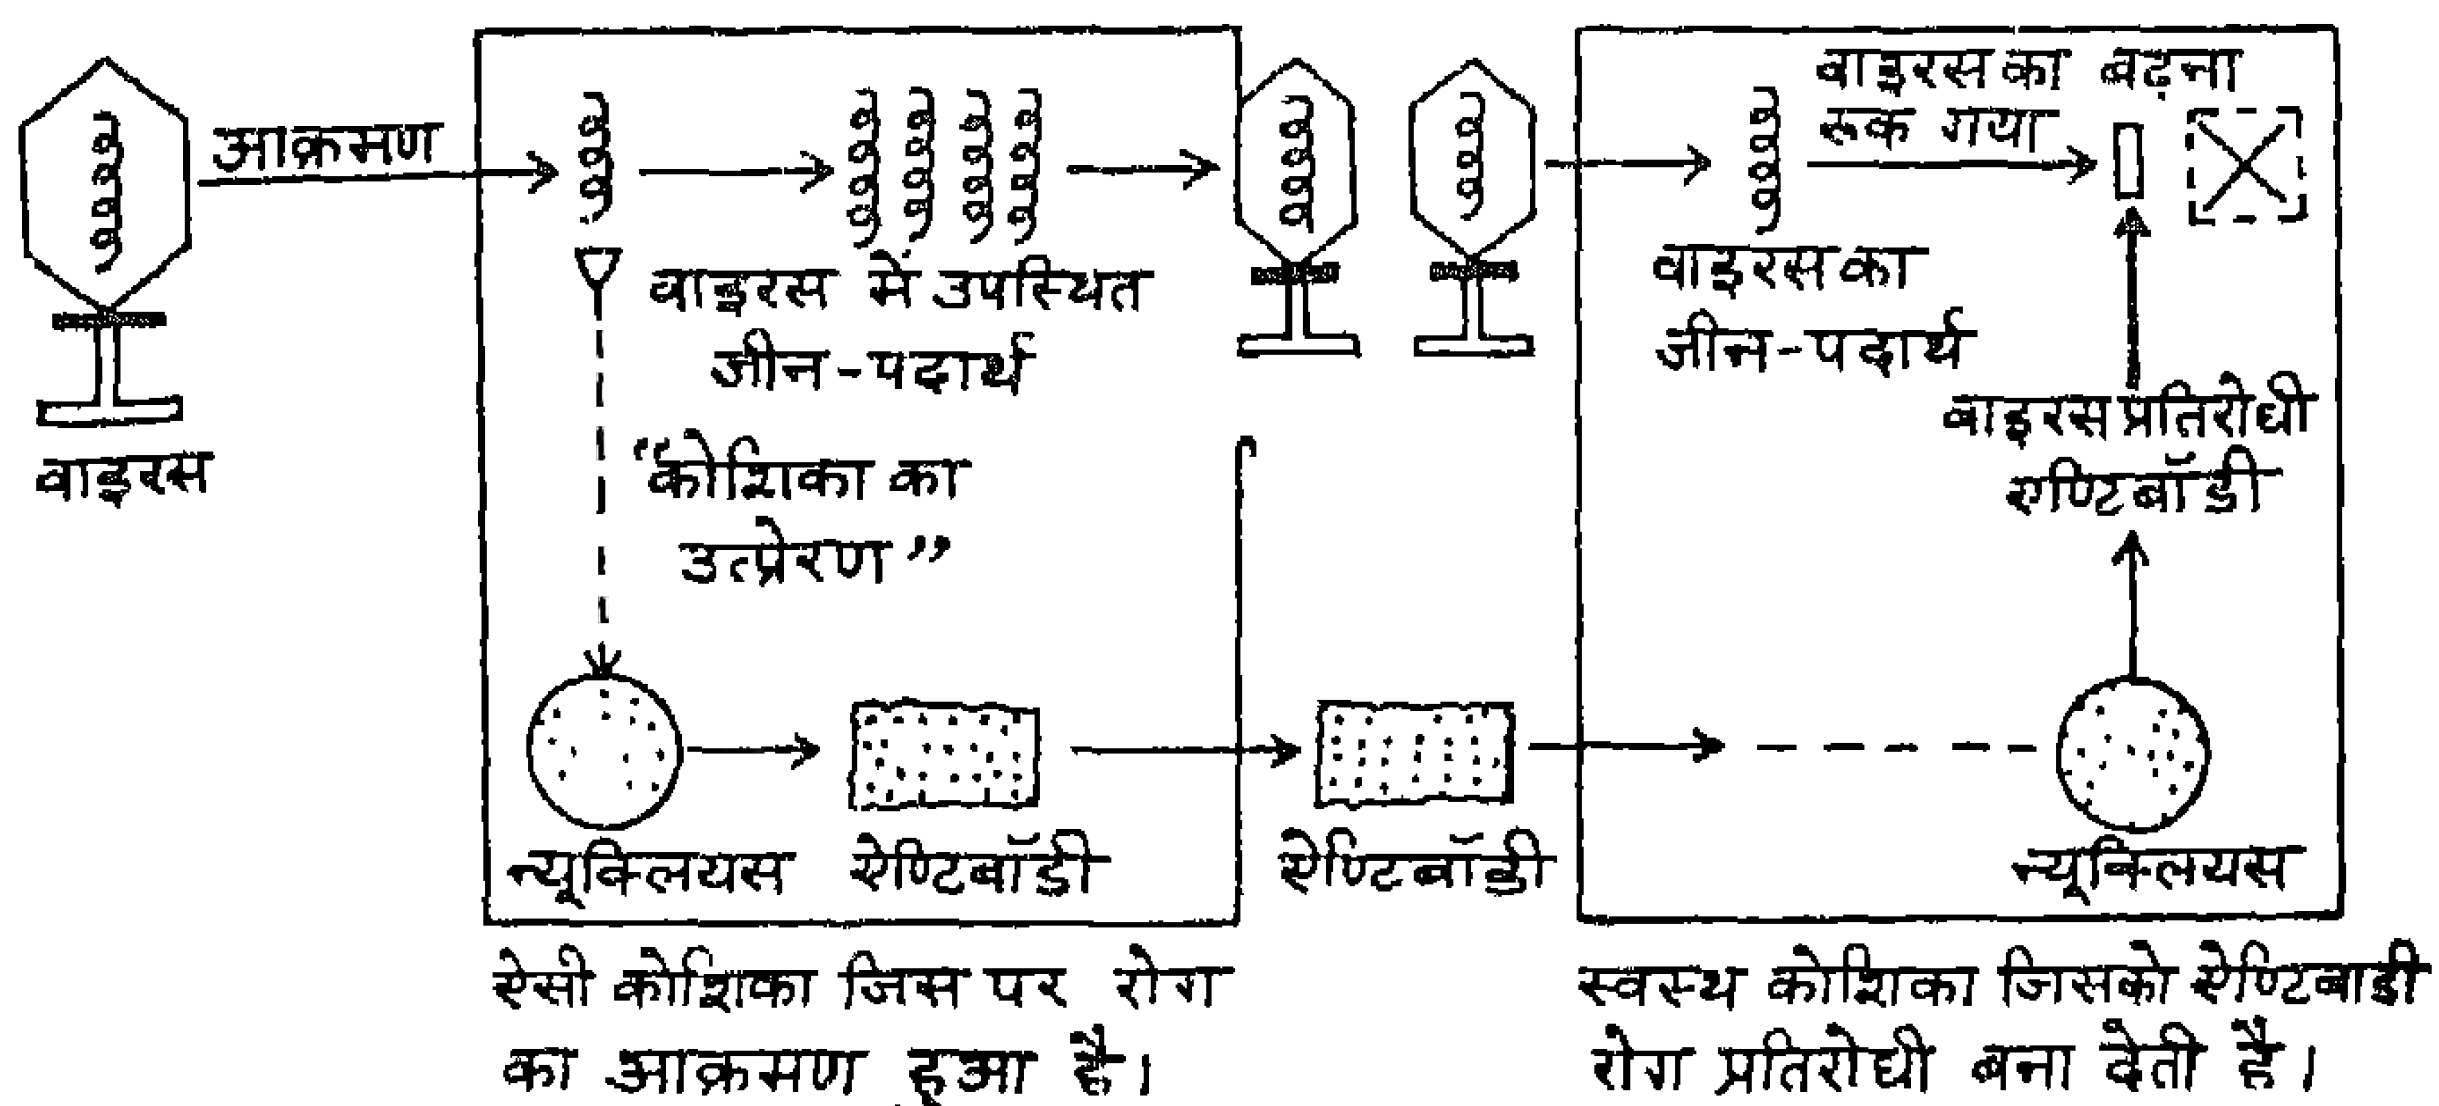 वाइरस
आक्रमण
वाइरस में उपस्थित
जीन-पदार्थ
“कोशिका का
उत्प्रेरण”
न्यूक्लियस
ऐण्टिबॉडी
ऐसी कोशिका जिस पर रोग
का आक्रमण हुआ है।
ऐण्टिबॉडी
वाइरस का बढ़ना
रूक गया
वाइरस का
जीन-पदार्थ
वाइरस प्रतिरोधी
एण्टिबॉडी
न्यूक्लियस
स्वस्थ कोशिका जिसको ऐण्टिबाडी
रोग प्रतिरोधी बना देती है।